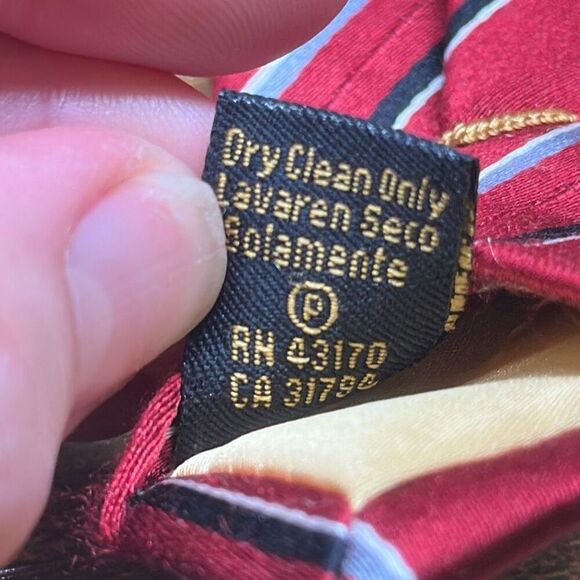 Dry Clean Only
Lavaren Seco
Solamente
P
RN 43170
CA 31794